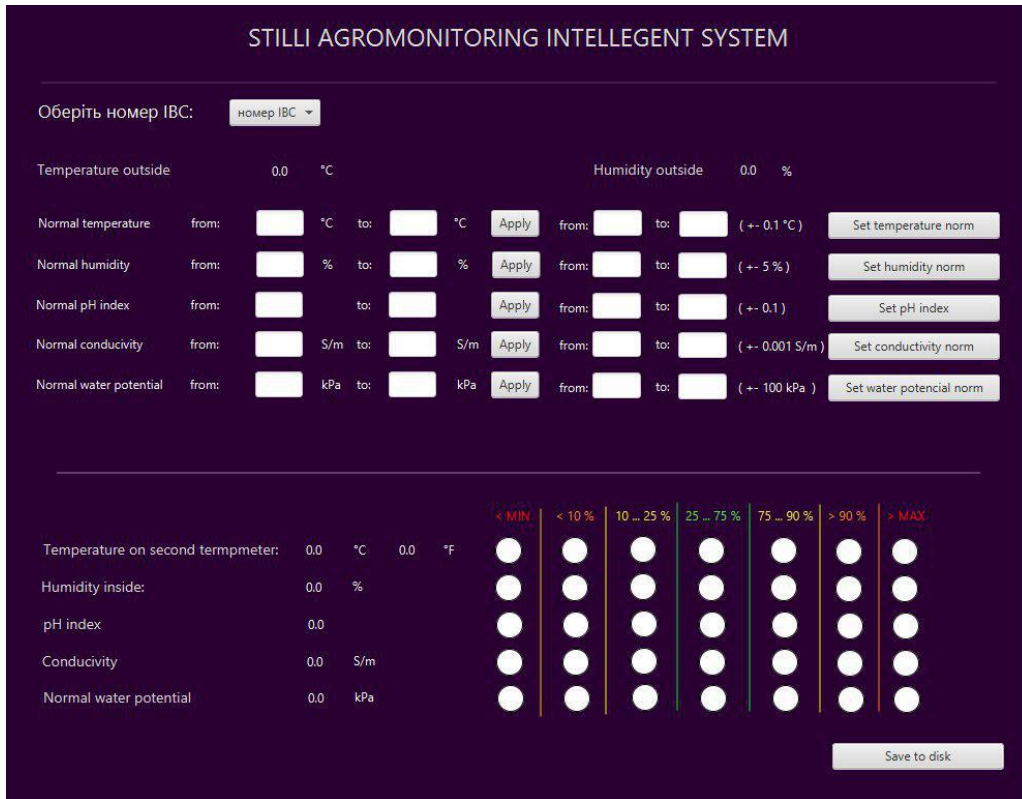 STILLI AGROMONITORING INTELLEGENT SYSTEM
Оберіть номер ІВС: номер ІВС
Temperature outside 0.0 °C Humidity outside 0.0 %
Normal temperature from: °C to: °C Apply from: to: ( +- 0.1 °C ) Set temperature norm
Normal humidity from: % to: % Apply from: to: ( +- 5 % ) Set humidity norm
Normal pH index from: to: Apply from: to: ( +- 0.1 ) Set pH index
Normal conducivity from: S/m to: S/m Apply from: to: ( +- 0.001 S/m ) Set conductivity norm
Normal water potential from: kPa to: kPa Apply from: to: ( +- 100 kPa ) Set water potencial norm
< MIN < 10 % 10 ... 25 % 25 ... 75 % 75 ... 90 % > 90 % > MAX
Temperature on second termpmeter: 0.0 °C 0.0 °F
Humidity inside: 0.0 %
pH index 0.0
Conducivity 0.0 S/m
Normal water potential 0.0 kPa
Save to disk